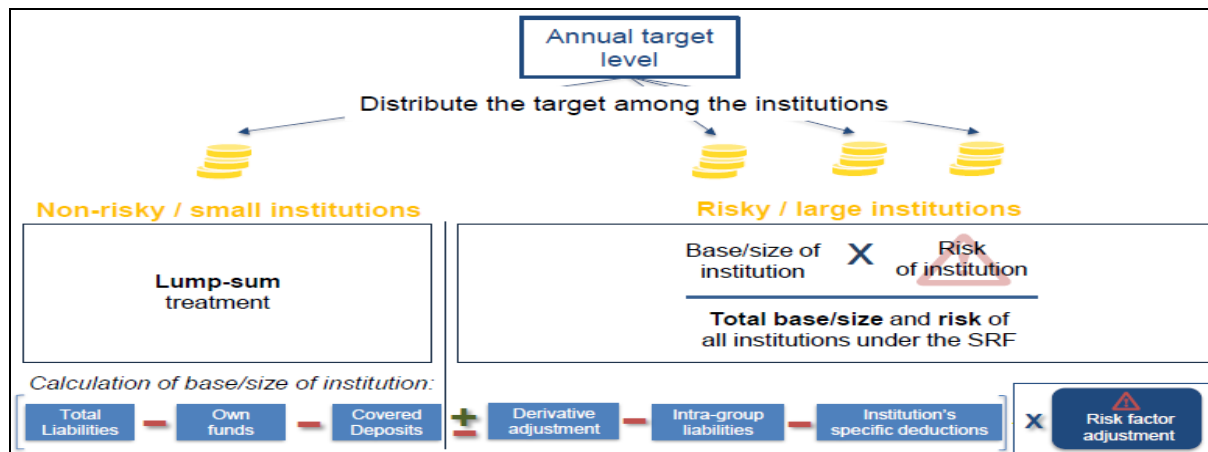 Annual target
level
Distribute the target among the institutions
Non-risky / small institutions
Risky / large institutions
Lump-sum
treatment
Base/size of
institution
X
Risk
of institution
Total base/size and risk of
all institutions under the SRF
Calculation of base/size of institution:
Total
Liabilities
−
Own
funds
−
Covered
Deposits
±
Derivative
adjustment
−
Intra-group
liabilities
−
Institution's
specific deductions
x
Risk factor
adjustment